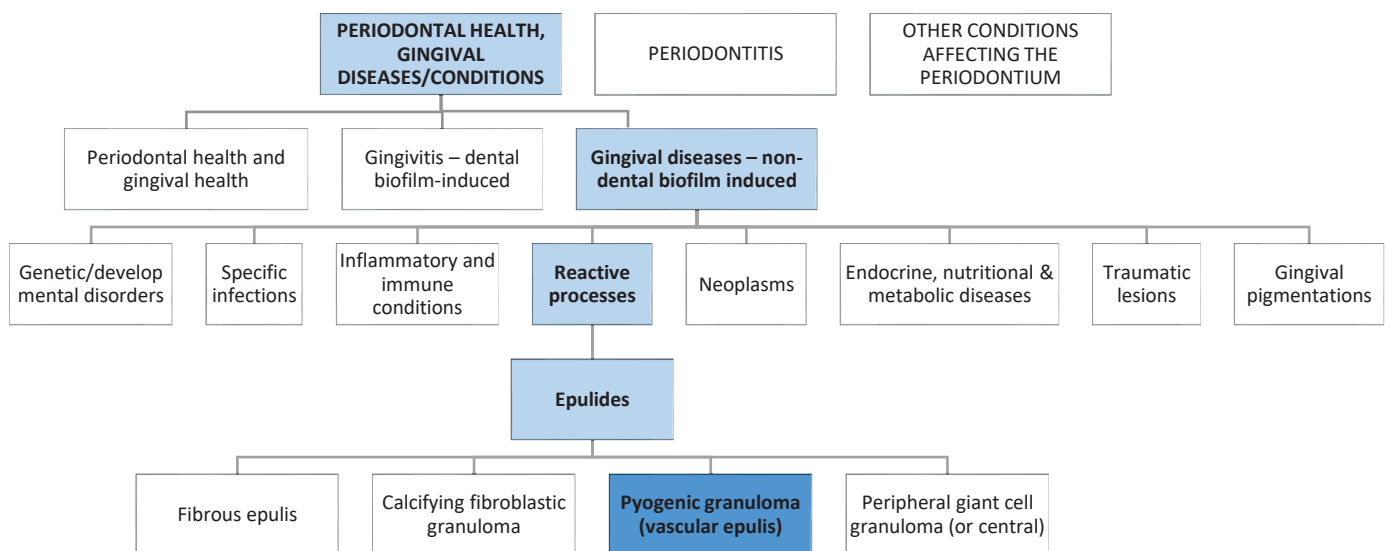 PERIODONTAL HEALTH,
GINGIVAL
DISEASES/CONDITIONS
PERIODONTITIS
OTHER CONDITIONS
AFFECTING THE
PERIODONTIUM
Periodontal health and
gingival health
Gingivitis – dental
biofilm-induced
Gingival diseases – non-
dental biofilm induced
Genetic/develop
mental disorders
Specific
infections
Inflammatory and
immune
conditions
Reactive
processes
Neoplasms
Endocrine, nutritional &
metabolic diseases
Traumatic
lesions
Gingival
pigmentations
Epulides
Fibrous epulis
Calcifying fibroblastic
granuloma
Pyogenic granuloma
(vascular epulis)
Peripheral giant cell
granuloma (or central)